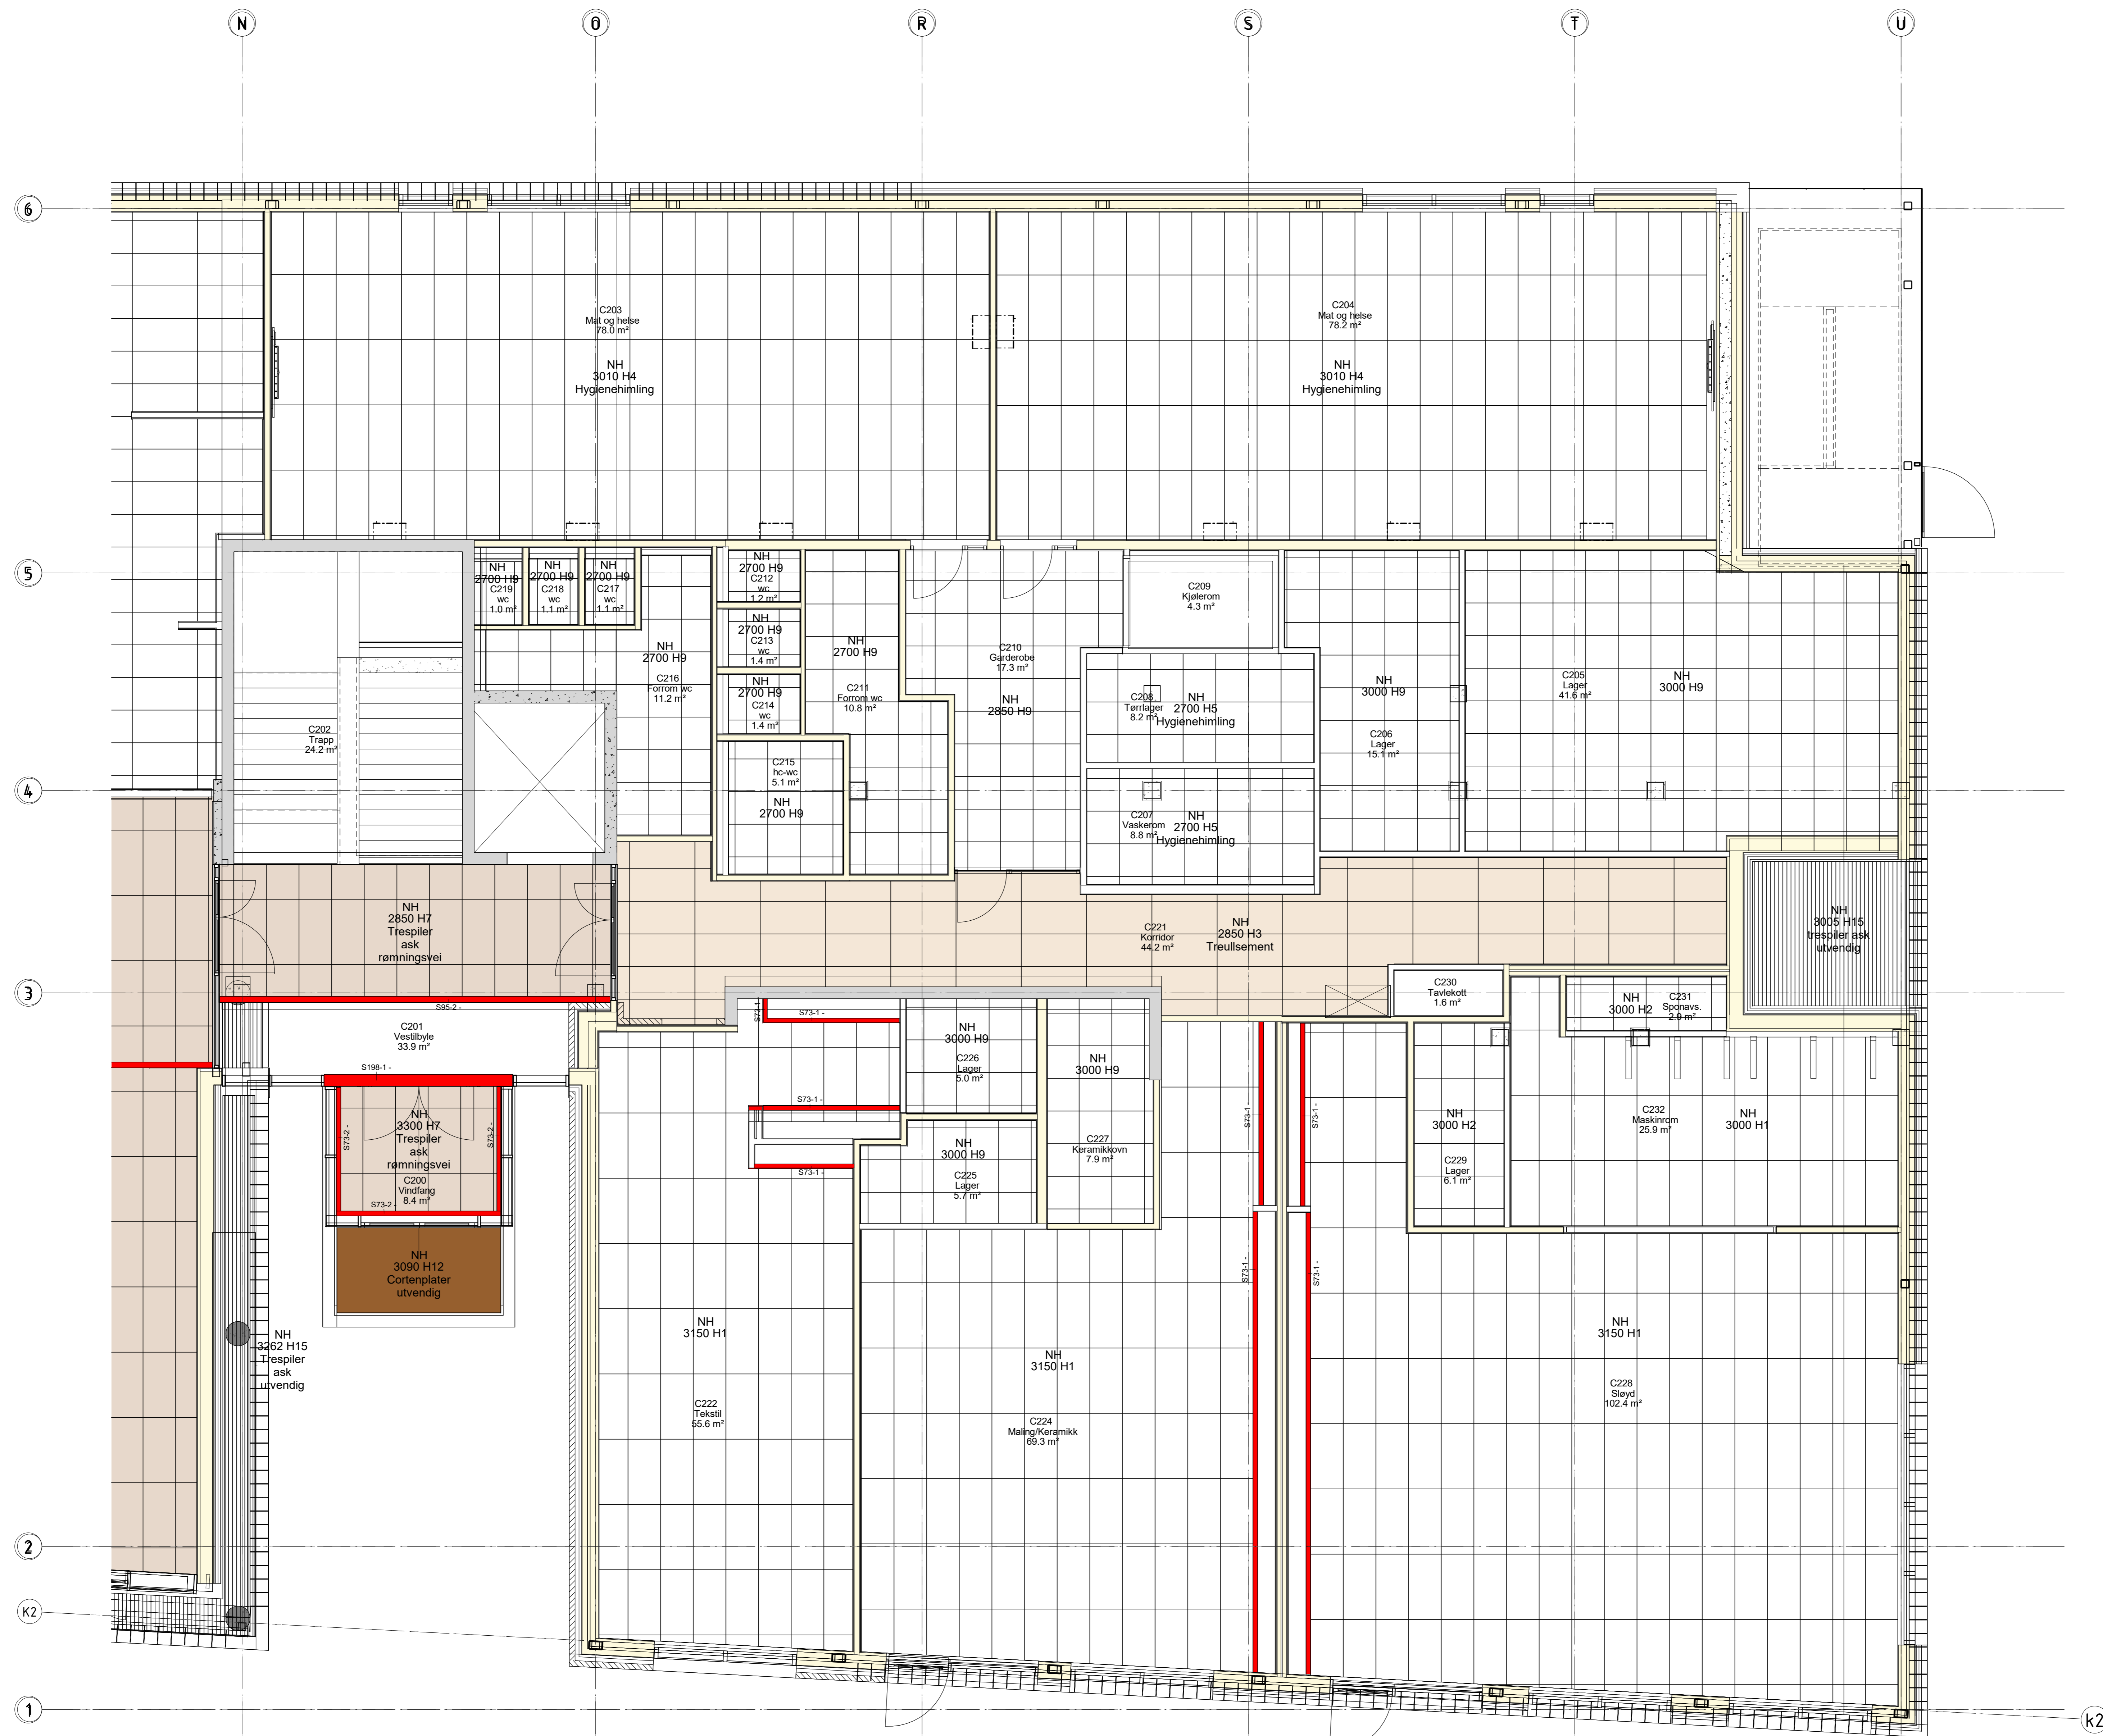 N
O
R
S
T
U
6
5
4
3
2
K2
1
k2
C203
Mat og helse
78.0 m²
NH
3010 H4
Hygienehimling
C204
Mat og helse
78.2 m²
NH
3010 H4
Hygienehimling
NH
2700 H9
C219
wc
1.0 m²
NH
2700 H9
C218
wc
1.1 m²
NH
2700 H9
C217
wc
1.1 m²
NH
2700 H9
C212
wc
1.2 m²
NH
2700 H9
C213
wc
1.4 m²
NH
2700 H9
C214
wc
1.4 m²
C215
hc-wc
5.1 m²
NH
2700 H9
NH
2700 H9
C216
Forrom wc
11.2 m²
NH
2700 H9
C211
Forrom wc
10.8 m²
C210
Garderobe
17.3 m²
NH
2850 H9
C209
Kjølerom
4.3 m²
C208
Tørrlager
8.2 m²
NH
2700 H5
Hygienehimling
C207
Vaskerom
8.8 m²
NH
2700 H5
Hygienehimling
NH
3000 H9
C206
Lager
15.1 m²
C205
Lager
41.6 m²
NH
3000 H9
C202
Trapp
24.2 m²
NH
2850 H7
Trespiler
ask
rømningsvei
C221
Korridor
44.2 m²
NH
2850 H3
Treullsement
NH
3005 H15
trespiler ask
utvendig
S95-2 -
C201
Vestilbyle
33.9 m²
S198-1 -
NH
3300 H7
Trespiler
ask
rømningsvei
C200
Vindfang
8.4 m²
S73-2 -
S73-2 -
S73-2 -
NH
3090 H12
Cortenplater
utvendig
NH
3262 H15
Trespiler
ask
utvendig
S73-1 -
S73-1 -
S73-1 -
S73-1 -
NH
3000 H9
C226
Lager
5.0 m²
NH
3000 H9
C225
Lager
5.7 m²
NH
3000 H9
C227
Keramikkovn
7.9 m²
S73-1 -
S73-1 -
S73-1 -
S73-1 -
C230
Tavlekott
1.6 m²
NH
3000 H2
C231
Sponavs.
2.9 m²
NH
3000 H2
C229
Lager
6.1 m²
C232
Maskinrom
25.9 m²
NH
3000 H1
NH
3150 H1
C222
Tekstil
55.6 m²
NH
3150 H1
C224
Maling/Keramikk
69.3 m²
NH
3150 H1
C228
Sløyd
102.4 m²